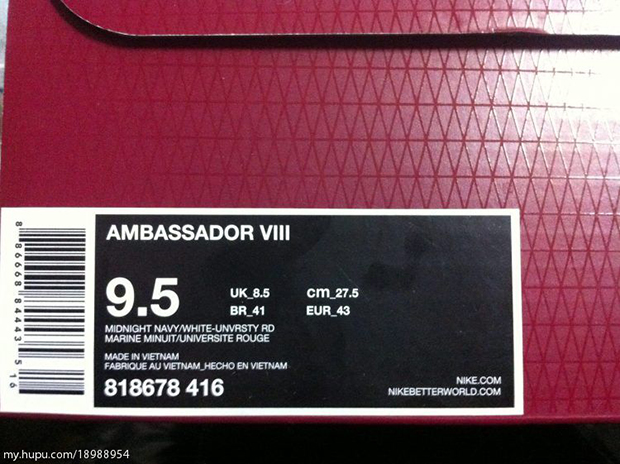 AMBASSADOR VIII
9.5
UK_8.5 cm_27.5
BR_41 EUR_43
MIDNIGHT NAVY/WHITE-UNVRSTY RD
MARINE MINUIT/UNIVERSITE ROUGE
MADE IN VIETNAM
FABRIQUE AU VIETNAM_HECHO EN VIETNAM
818678 416
NIKE.COM
NIKEBETTERWORLD.COM
my.hupu.com/18988954